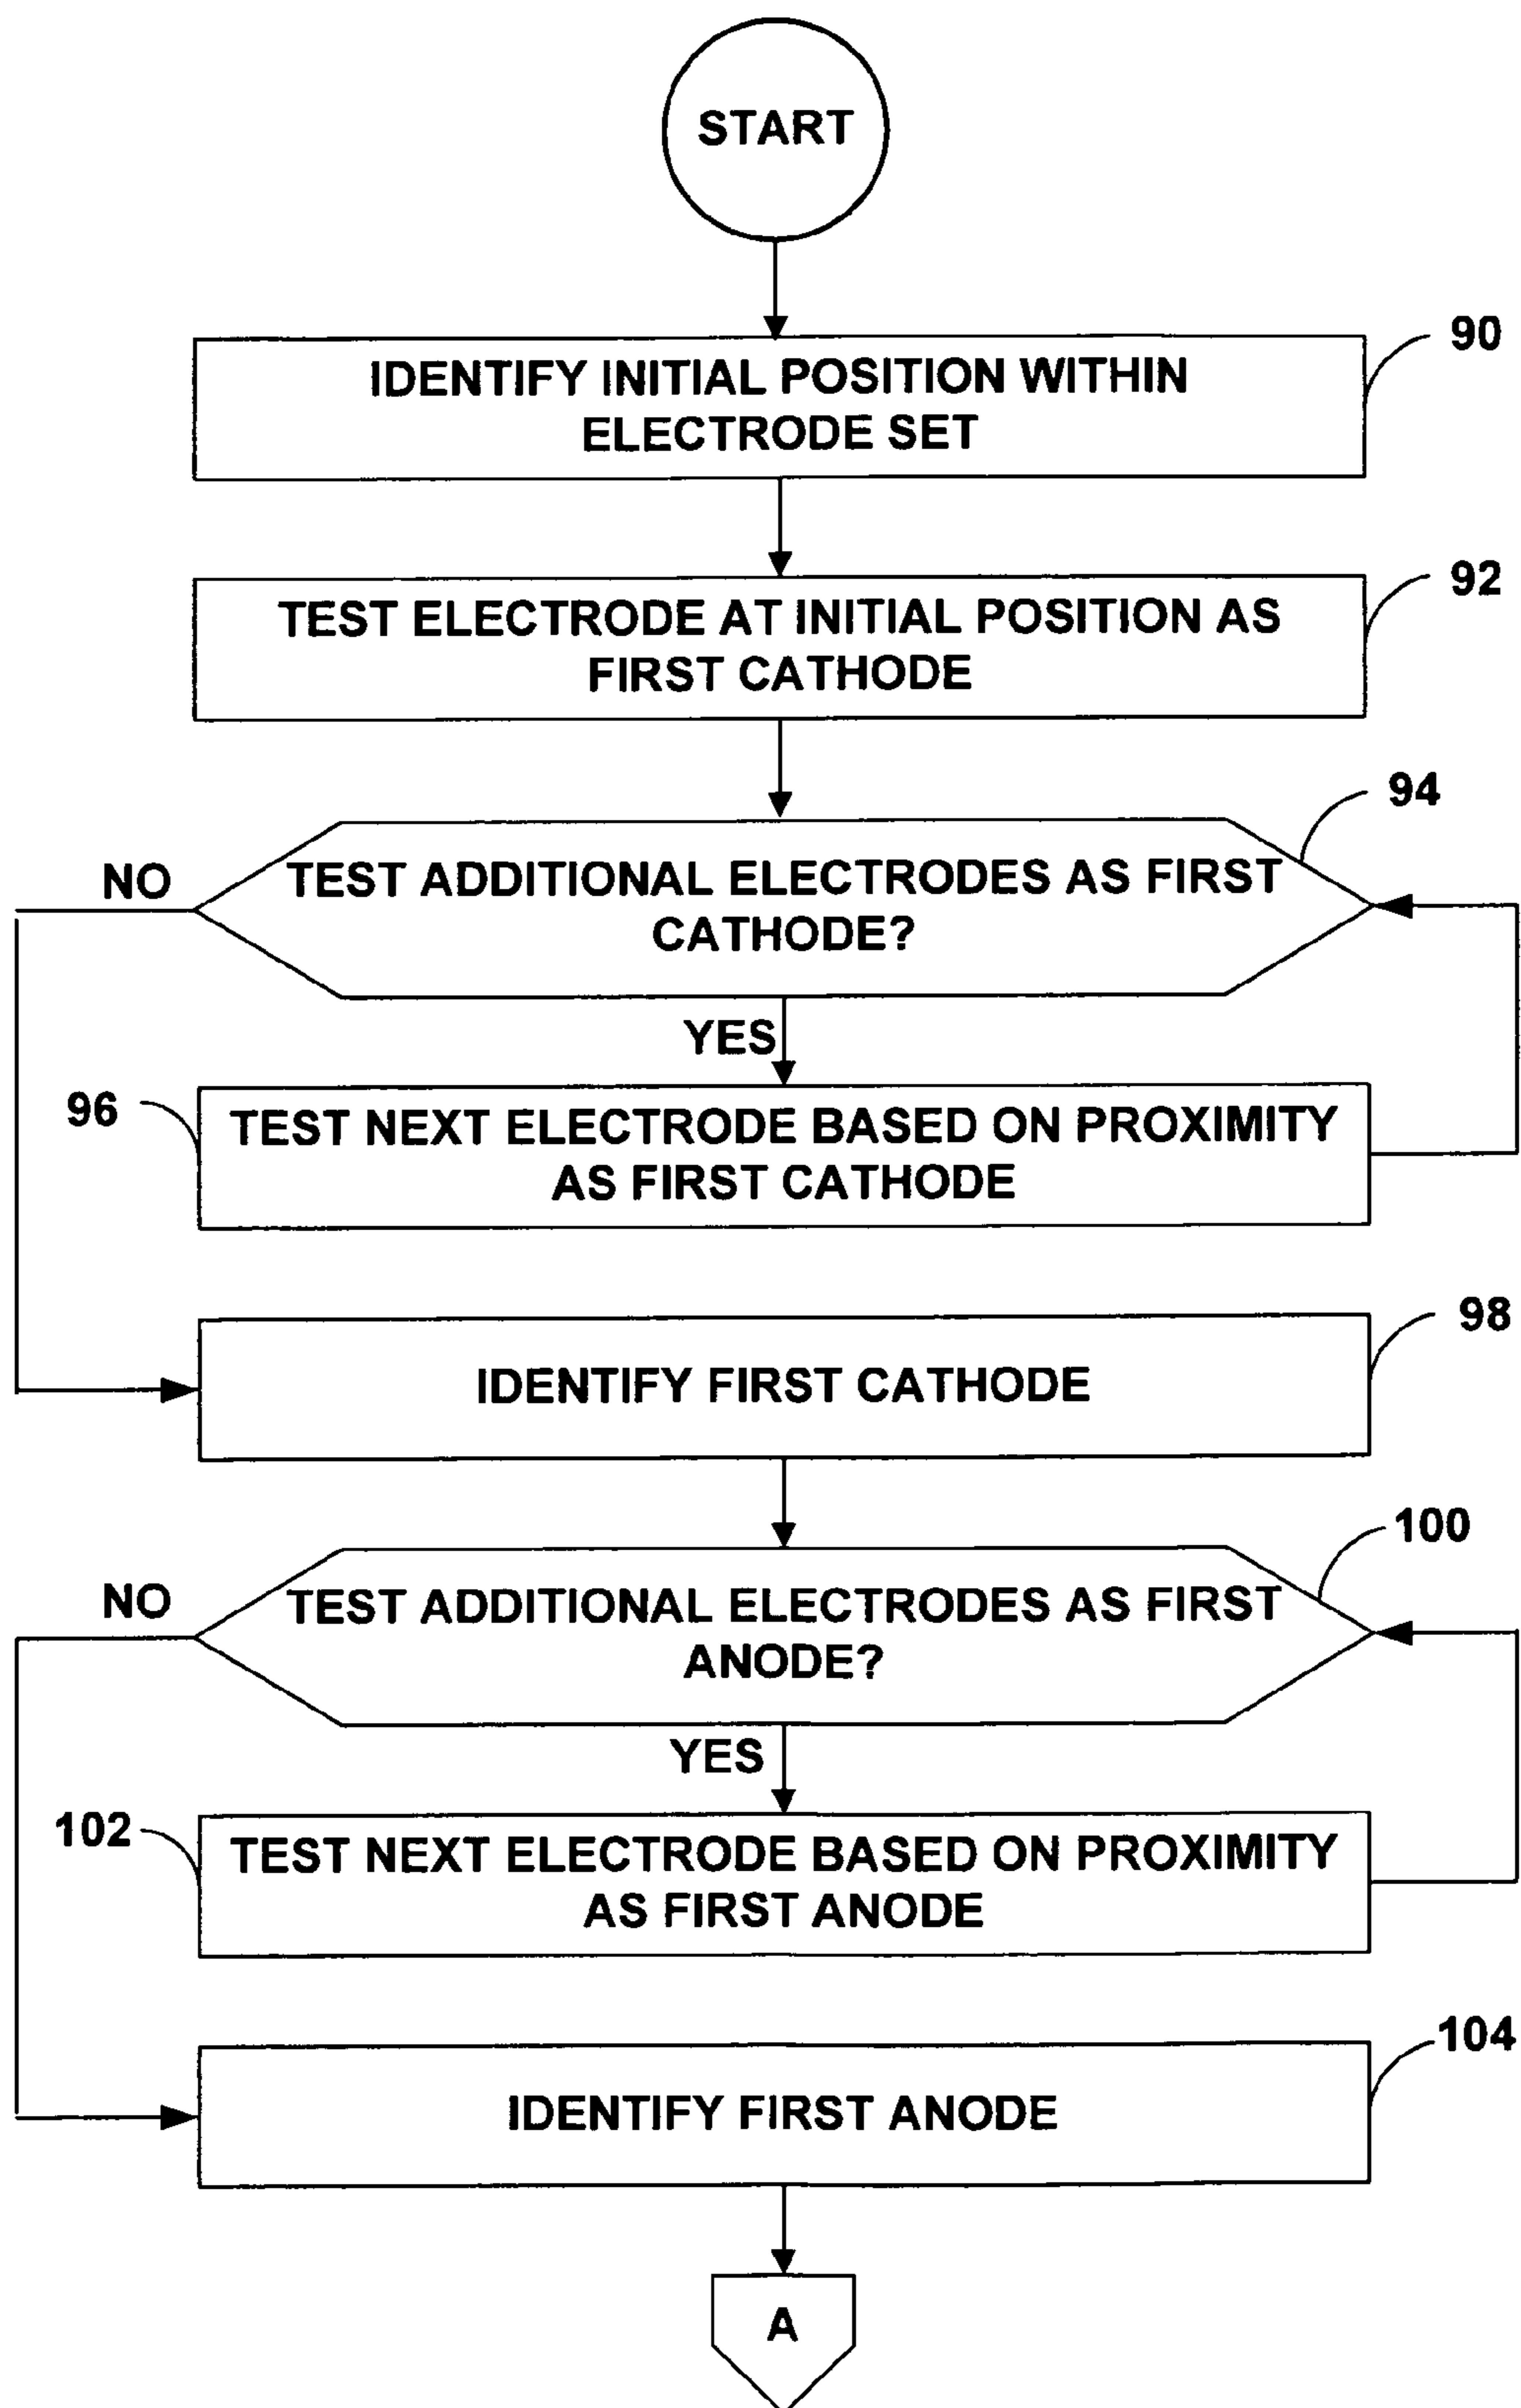 START
90
IDENTIFY INITIAL POSITION WITHIN
ELECTRODE SET
92
TEST ELECTRODE AT INITIAL POSITION AS
FIRST CATHODE
94
NO
TEST ADDITIONAL ELECTRODES AS FIRST
CATHODE?
YES
96
TEST NEXT ELECTRODE BASED ON PROXIMITY
AS FIRST CATHODE
98
IDENTIFY FIRST CATHODE
100
NO
TEST ADDITIONAL ELECTRODES AS FIRST
ANODE?
YES
102
TEST NEXT ELECTRODE BASED ON PROXIMITY
AS FIRST ANODE
104
IDENTIFY FIRST ANODE
A